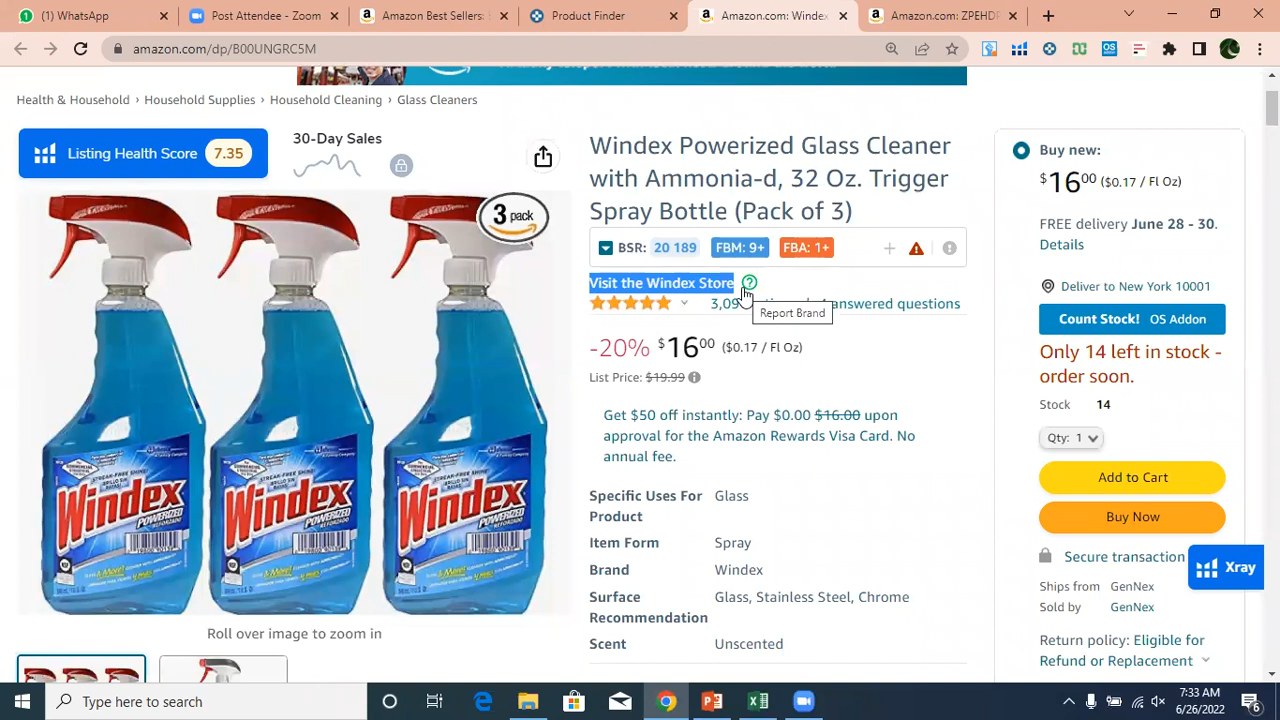 (1) WhatsApp
Post Attendee - Zoom
Amazon Best Sellers:
Product Finder
Amazon.com: Windex
Amazon.com: ZPEHDP
amazon.com/dp/B00UNGRC5M
Health & Household › Household Supplies › Household Cleaning › Glass Cleaners
Listing Health Score 7.35
30-Day Sales
3 pack
Windex Powerized Glass Cleaner
with Ammonia-d, 32 Oz. Trigger
Spray Bottle (Pack of 3)
BSR: 20 189 FBM: 9+ FBA: 1+
Visit the Windex Store
Report Brand
answered questions
-20% $16 00 ($0.17 / Fl Oz)
List Price: $19.99
Get $50 off instantly: Pay $0.00 $16.00 upon
approval for the Amazon Rewards Visa Card. No
annual fee.
Specific Uses For Product Glass
Item Form Spray
Brand Windex
Surface Recommendation Glass, Stainless Steel, Chrome
Scent Unscented
Windex
POWERIZED
Windex
POWERIZED
Windex
POWERIZED
Roll over image to zoom in
Buy new:
$16 00 ($0.17 / Fl Oz)
FREE delivery June 28 - 30.
Details
Deliver to New York 10001
Count Stock! OS Addon
Only 14 left in stock -
order soon.
Stock 14
Qty: 1
Add to Cart
Buy Now
Secure transaction
Xray
Ships from GenNex
Sold by GenNex
Return policy: Eligible for
Refund or Replacement
Type here to search
7:33 AM
6/26/2022
6